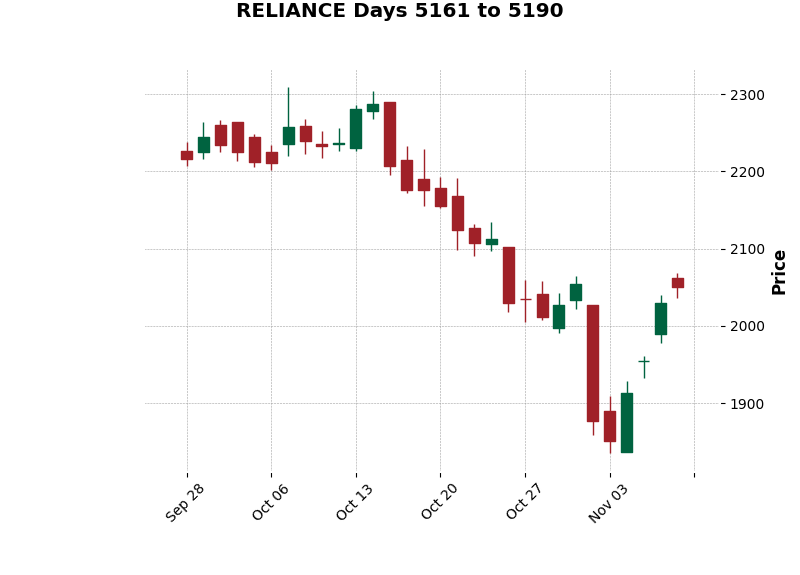 RELIANCE Days 5161 to 5190
2300
2200
2100
2000
1900
Price
Sep 28
Oct 06
Oct 13
Oct 20
Oct 27
Nov 03